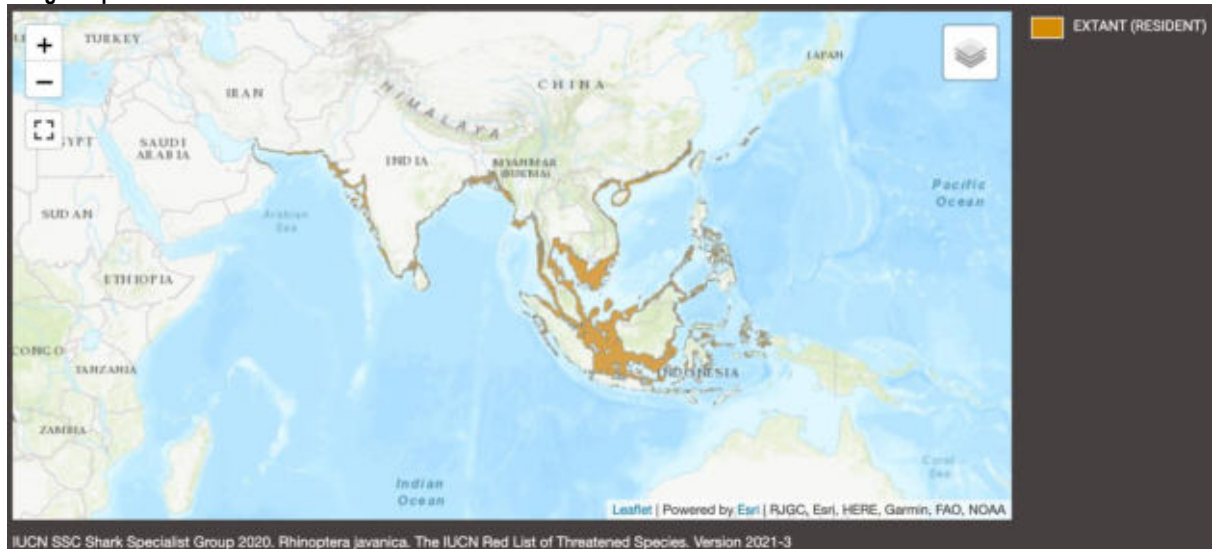 EXTANT (RESIDENT)
TURKEY
JAPAN
CHINA
IRAN
HIMALAYA
SAUDI
ARABIA
INDIA
MYANMAR
(BURMA)
Pacific
Ocean
SUDAN
Arabian
Sea
ETHIOPIA
CONGO
TANZANIA
INDONESIA
ZAMBIA
Coral
Sea
Indian
Ocean
Leaflet | Powered by Esri | RJGC, Esri, HERE, Garmin, FAO, NOAA
IUCN SSC Shark Specialist Group 2020. Rhinoptera javanica. The IUCN Red List of Threatened Species. Version 2021-3